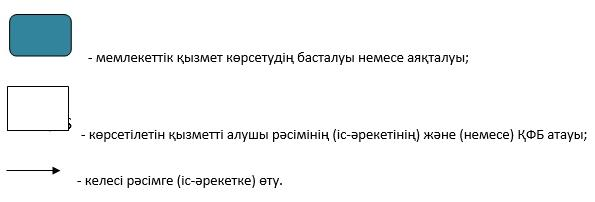 - мемлекеттік қызмет көрсетудің басталуы немесе аяқталуы;
- көрсетілетін қызметті алушы рәсімінің (іс-әрекетінің) және (немесе) ҚФБ атауы;
- келесі рәсімге (іс-әрекетке) өту.